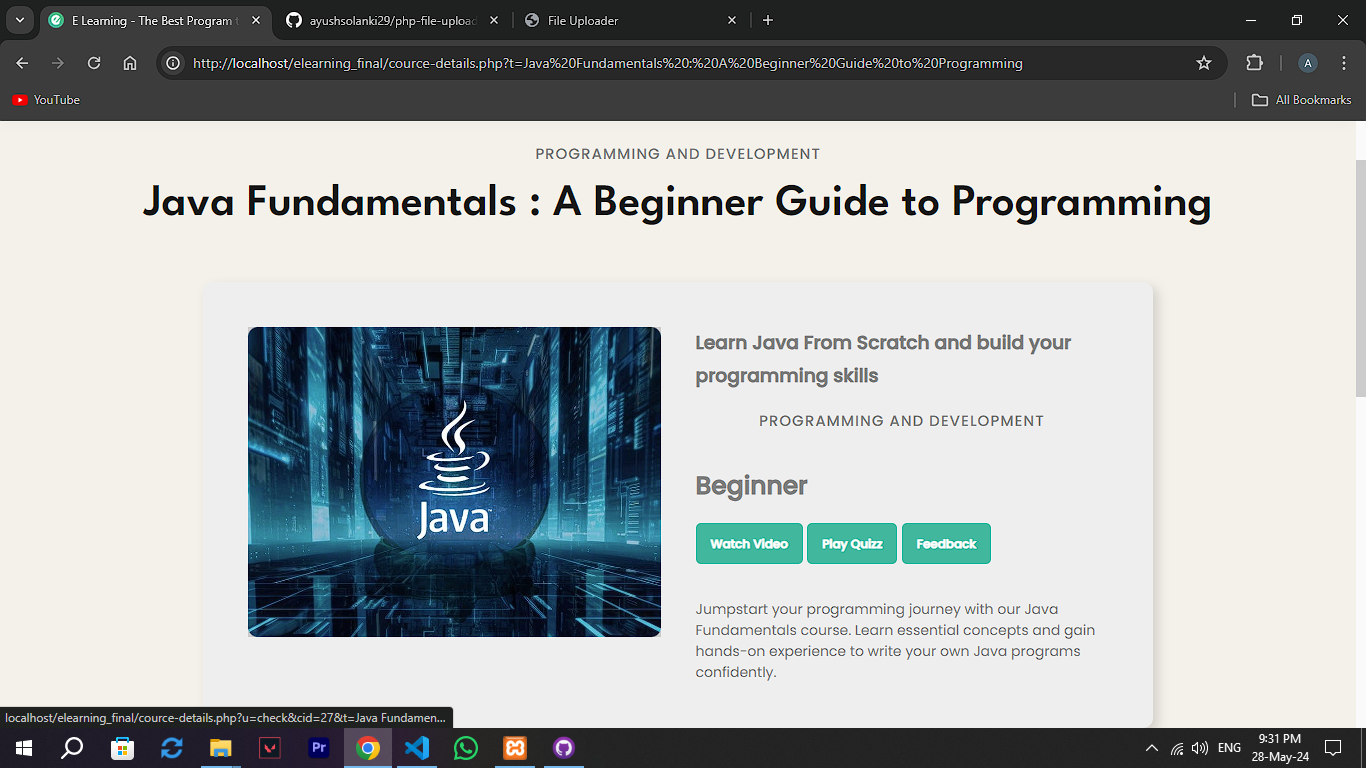 E Learning - The Best Program t
ayushsolanki29/php-file-upload
File Uploader
http://localhost/elearning_final/cource-details.php?t=Java%20Fundamentals%20:%20A%20Beginner%20Guide%20to%20Programming
A
YouTube
All Bookmarks
PROGRAMMING AND DEVELOPMENT
Java Fundamentals : A Beginner Guide to Programming
Java
Learn Java From Scratch and build your
programming skills
PROGRAMMING AND DEVELOPMENT
Beginner
Watch Video
Play Quizz
Feedback
Jumpstart your programming journey with our Java
Fundamentals course. Learn essential concepts and gain
hands-on experience to write your own Java programs
confidently.
localhost/elearning_final/cource-details.php?u=check&cid=27&t=Java Fundamen...
Pr
ENG
9:31 PM
28-May-24